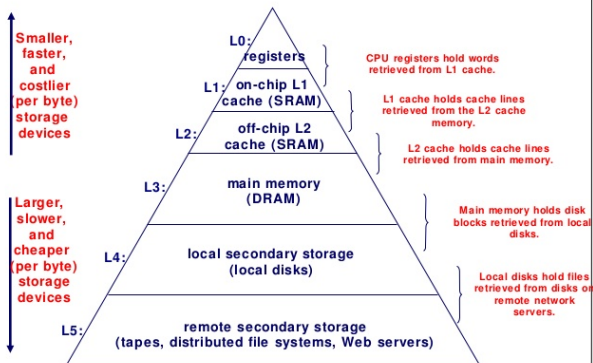 Smaller,
faster,
and
costlier
(per byte)
storage
devices
Larger,
slower,
and
cheaper
(per byte)
storage
devices
L0:
registers
CPU registers hold words
retrieved from L1 cache.
L1:
on-chip L1
cache (SRAM)
L1 cache holds cache lines
retrieved from the L2 cache
memory.
L2:
off-chip L2
cache (SRAM)
L2 cache holds cache lines
retrieved from main memory.
L3:
main memory
(DRAM)
Main memory holds disk
blocks retrieved from local
disks.
L4:
local secondary storage
(local disks)
Local disks hold files
retrieved from disks on
remote network
servers.
L5:
remote secondary storage
(tapes, distributed file systems, Web servers)